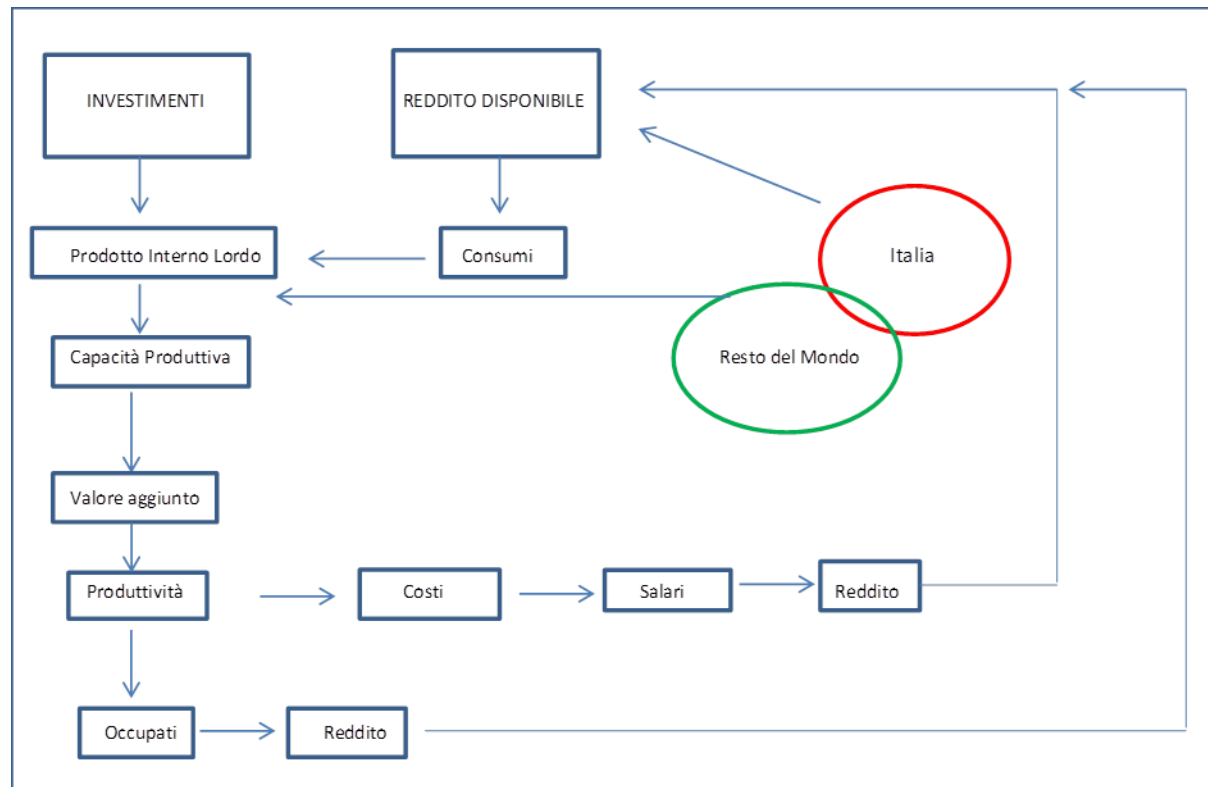 INVESTIMENTI
REDDITO DISPONIBILE
Prodotto Interno Lordo
Consumi
Italia
Capacità Produttiva
Resto del Mondo
Valore aggiunto
Produttività
Costi
Salari
Reddito
Occupati
Reddito